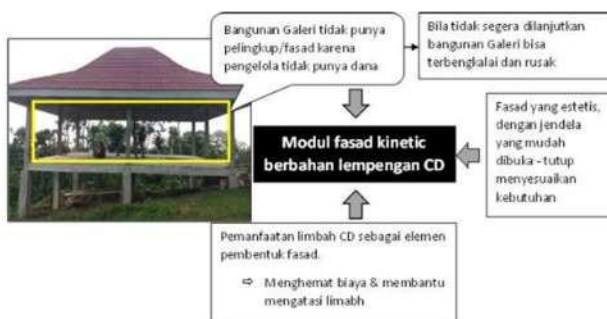 Bangunan Galeri tidak punya
pelingkup/fasad karena
pengelola tidak punya dana
Bila tidak segera dilanjutkan
bangunan Galeri bisa
terbengkalai dan rusak
Modul fasad kinetic
berbahan lempengan CD
Fasad yang estetis,
dengan jendela
yang mudah
dibuka - tutup
menyesuaikan
kebutuhan
Pemanfaatan limbah CD sebagai elemen
pembentuk fasad.
⇨ Menghemat biaya & membantu
mengatasi limabh